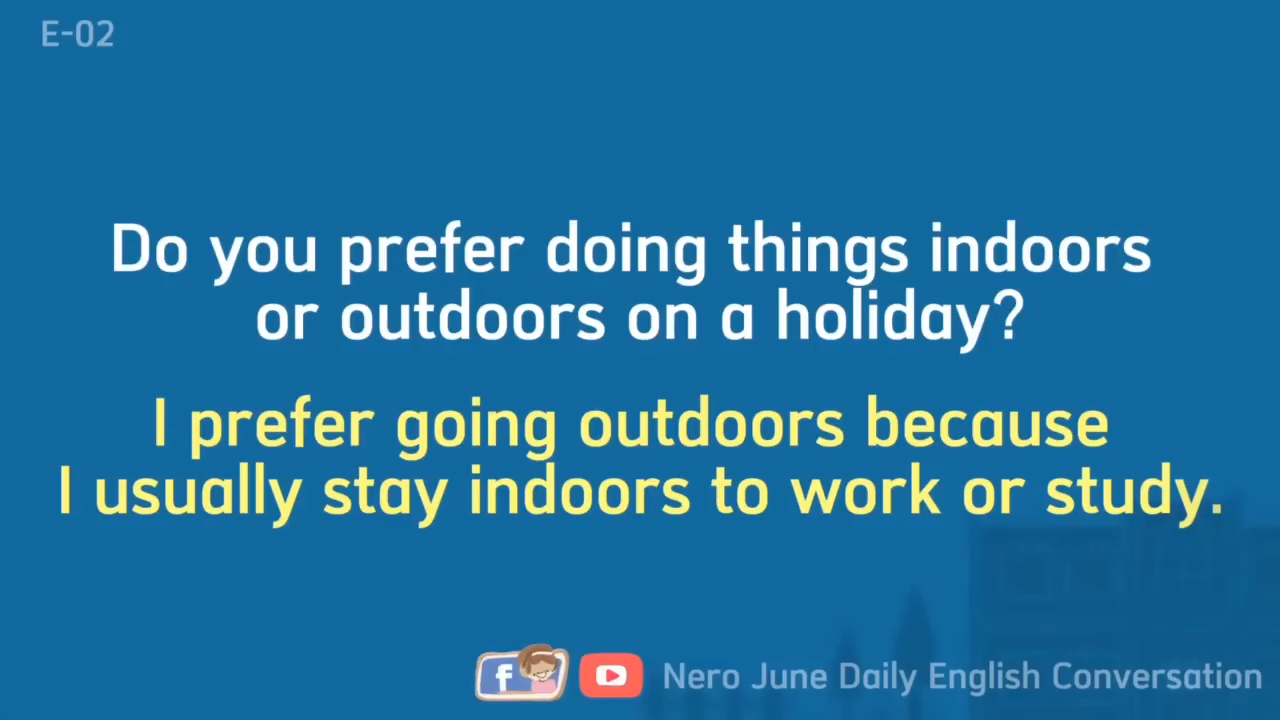 E-02
Do you prefer doing things indoors
or outdoors on a holiday?
I prefer going outdoors because
I usually stay indoors to work or study.
f
Nero June Daily English Conversation